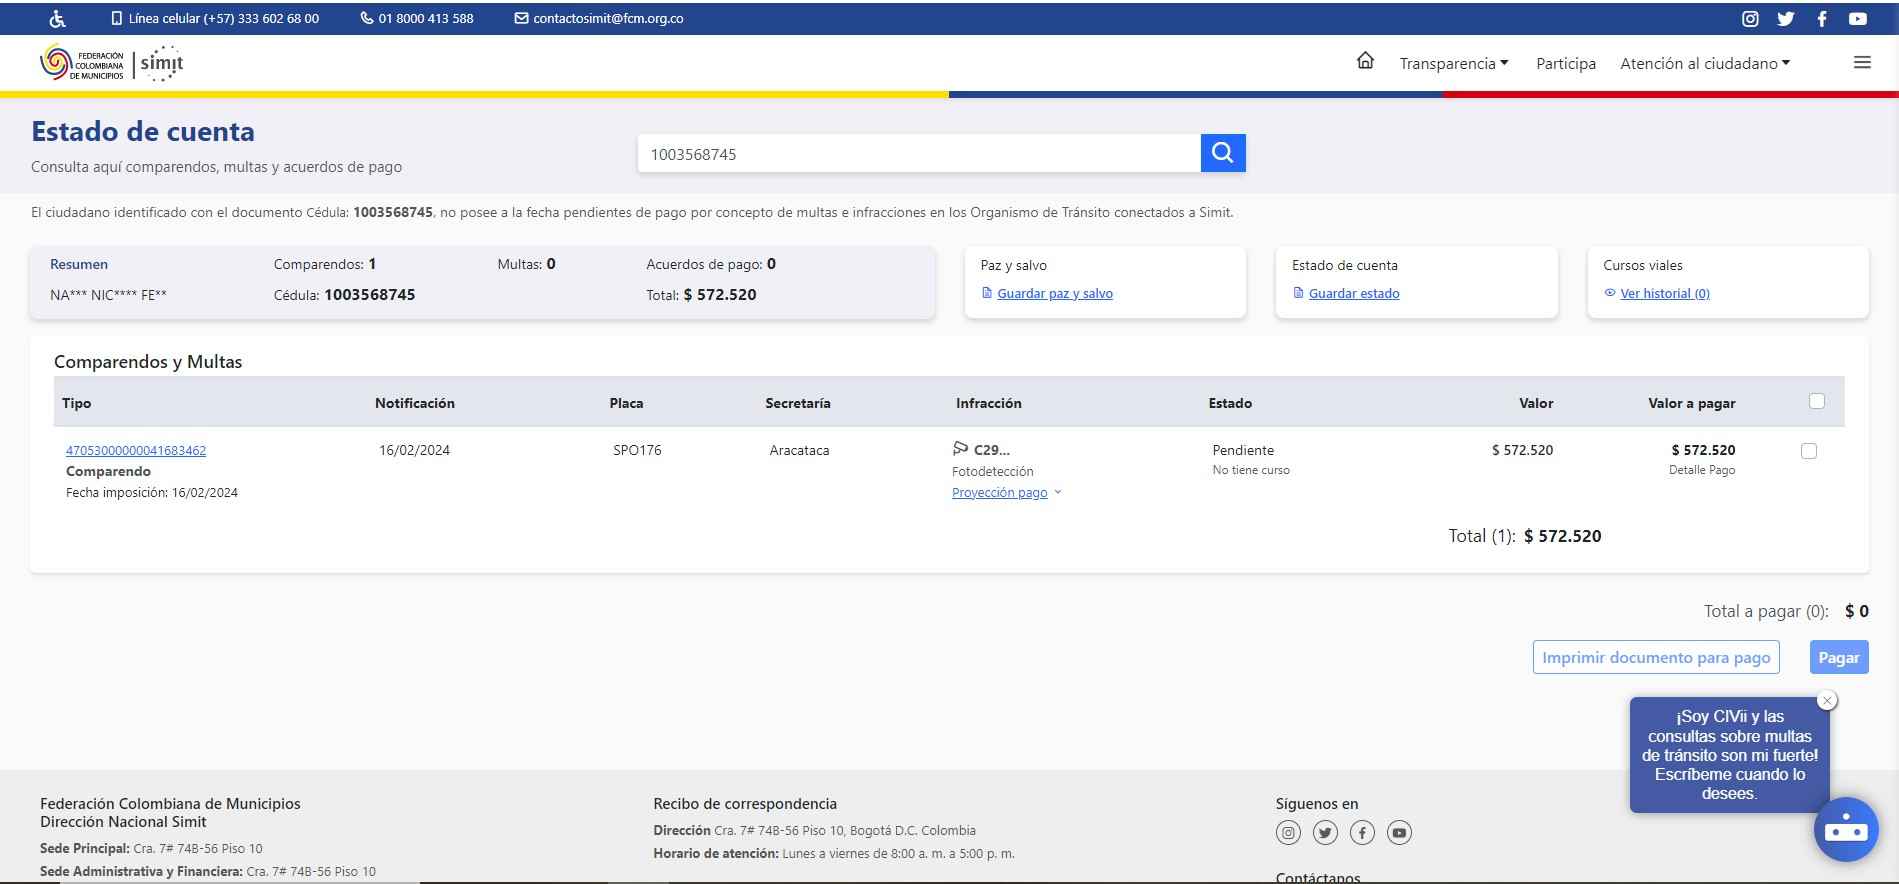 Línea celular (+57) 333 602 68 00
01 8000 413 588
contactosimit@fcm.org.co
FEDERACIÓN
COLOMBIANA
DE MUNICIPIOS
simit
Transparencia
Participa
Atención al ciudadano
Estado de cuenta
Consulta aquí comparendos, multas y acuerdos de pago
1003568745
El ciudadano identificado con el documento Cédula: 1003568745, no posee a la fecha pendientes de pago por concepto de multas e infracciones en los Organismo de Tránsito conectados a Simit.
Resumen Comparendos: 1 Multas: 0 Acuerdos de pago: 0
NA*** NIC**** FE** Cédula: 1003568745 Total: $ 572.520
Paz y salvo
Guardar paz y salvo
Estado de cuenta
Guardar estado
Cursos viales
Ver historial (0)
Comparendos y Multas
Tipo Notificación Placa Secretaría Infracción Estado Valor Valor a pagar
47053000000041683462 16/02/2024 SPO176 Aracataca C29... Pendiente $ 572.520 $ 572.520
Comparendo Fotodetección No tiene curso Detalle Pago
Fecha imposición: 16/02/2024 Proyección pago
Total (1): $ 572.520
Total a pagar (0): $ 0
Imprimir documento para pago
Pagar
¡Soy CIVii y las
consultas sobre multas
de tránsito son mi fuerte!
Escríbeme cuando lo
desees.
Federación Colombiana de Municipios
Dirección Nacional Simit
Sede Principal: Cra. 7# 74B-56 Piso 10
Sede Administrativa y Financiera: Cra. 7# 74B-56 Piso 10
Recibo de correspondencia
Dirección Cra. 7# 74B-56 Piso 10, Bogotá D.C. Colombia
Horario de atención: Lunes a viernes de 8:00 a. m. a 5:00 p. m.
Síguenos en
Contáctanos